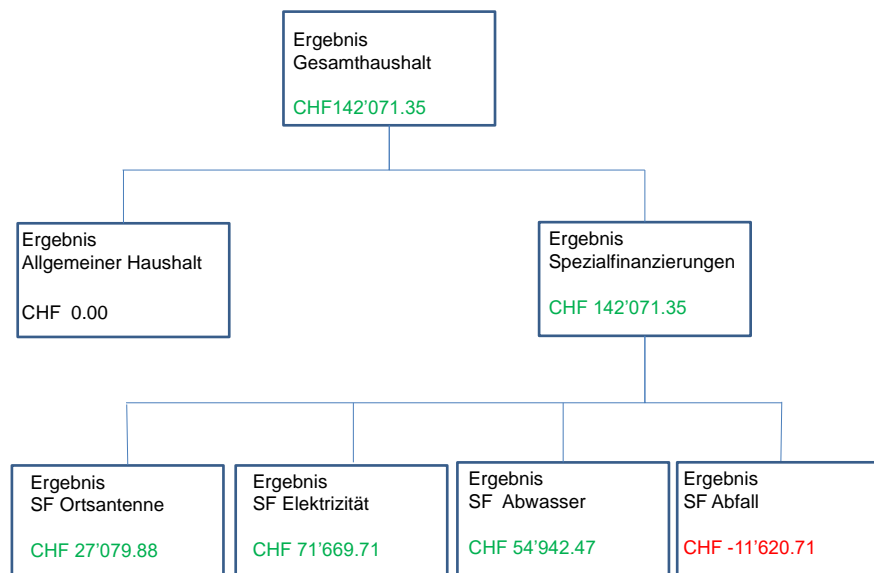 Ergebnis
Gesamthaushalt
CHF142'071.35
Ergebnis
Allgemeiner Haushalt
CHF 0.00
Ergebnis
Spezialfinanzierungen
CHF 142'071.35
Ergebnis
SF Ortsantenne
CHF 27'079.88
Ergebnis
SF Elektrizität
CHF 71'669.71
Ergebnis
SF Abwasser
CHF 54'942.47
Ergebnis
SF Abfall
CHF -11'620.71